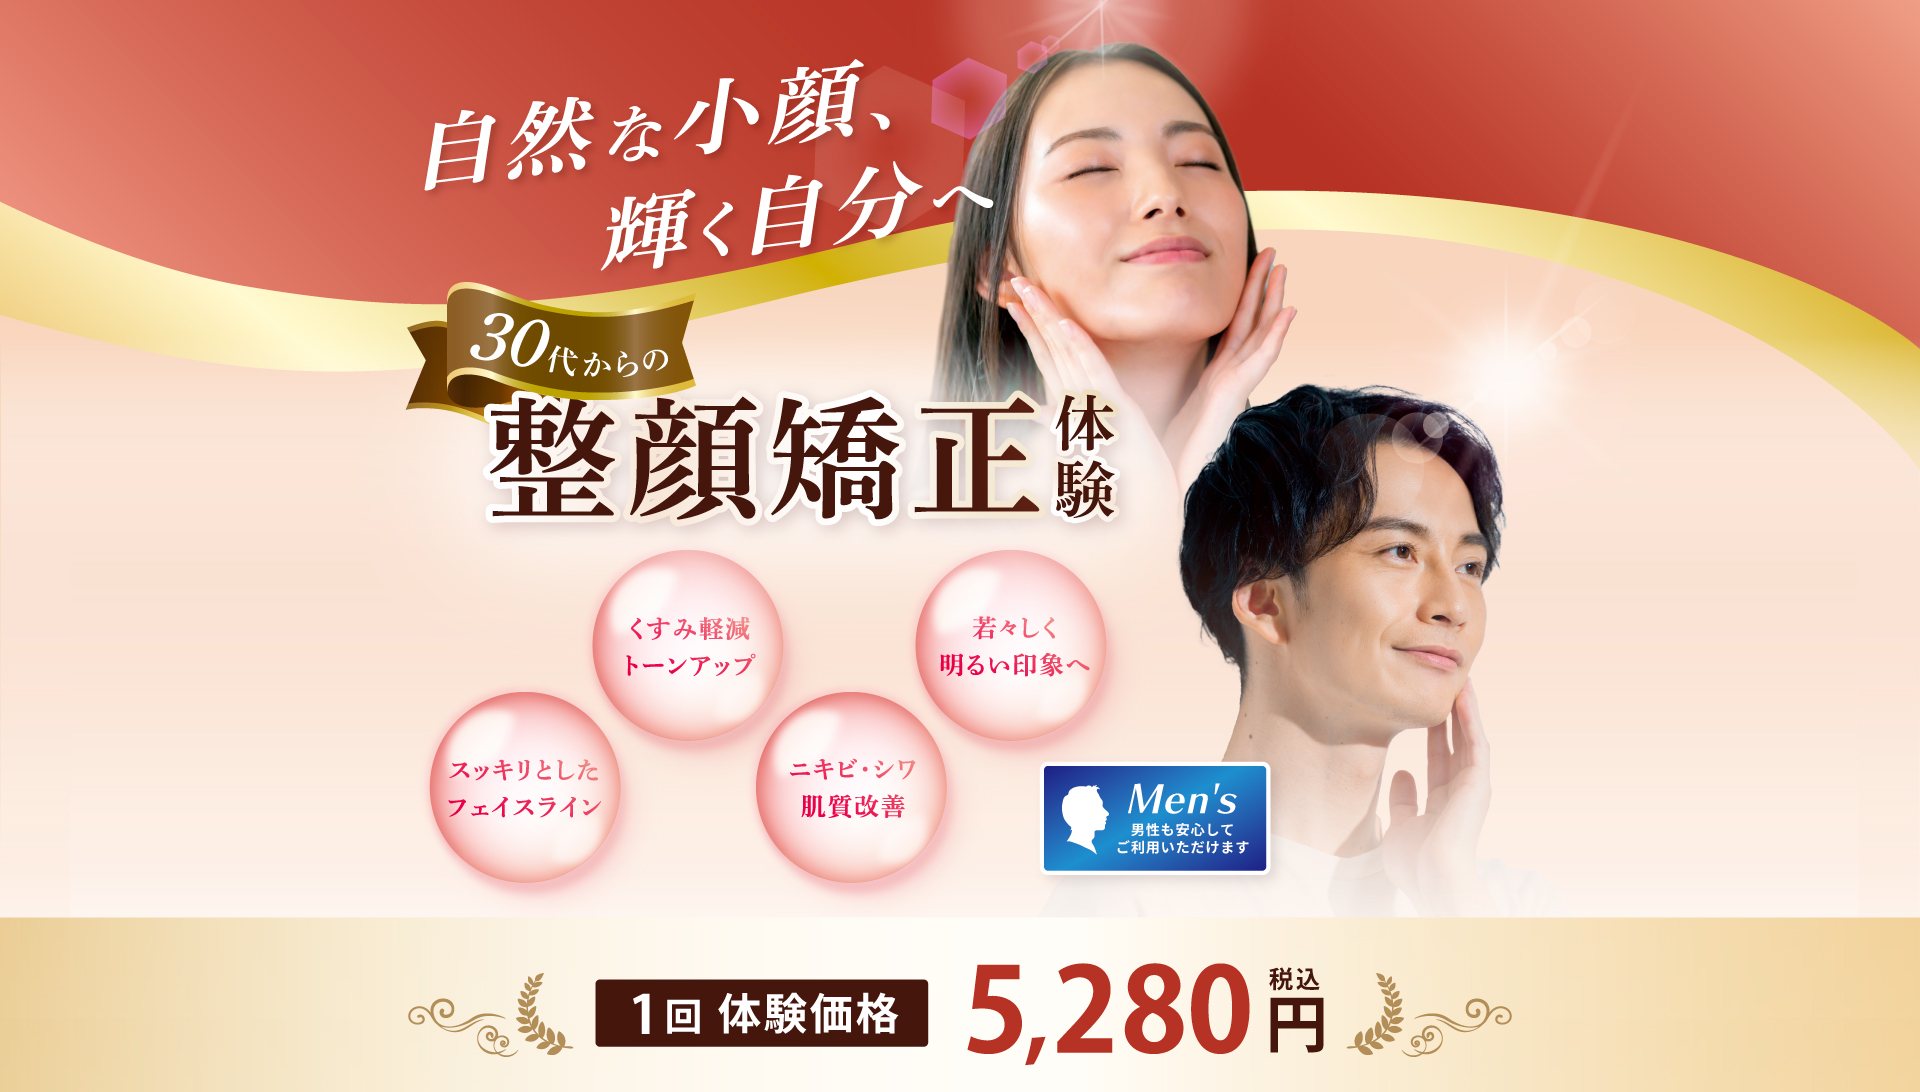 自然な小顔、
輝く自分へ
30代からの
整顔矯正体験
くすみ軽減
トーンアップ
若々しく
明るい印象へ
スッキリとした
フェイスライン
ニキビ・シワ
肌質改善
Men's
男性も安心して
ご利用いただけます
1回 体験価格
5,280円
税込